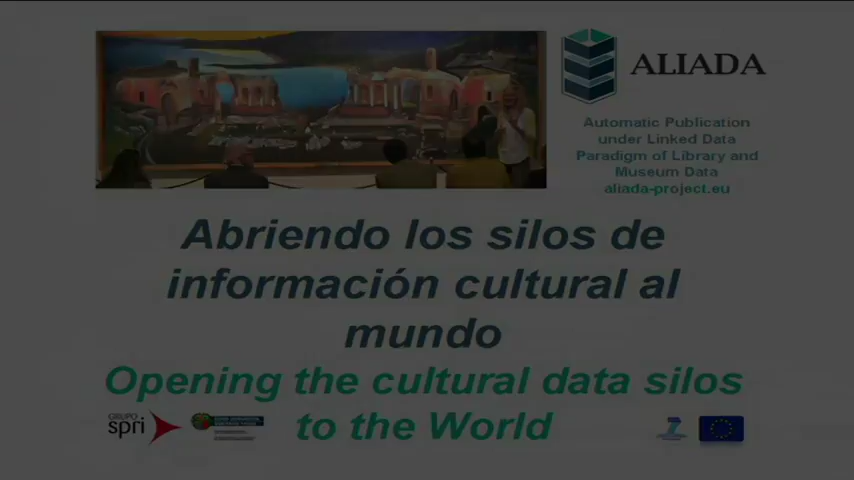 ALIADA
Automatic Publication
under Linked Data
Paradigm of Library and
Museum Data
aliada-project.eu
Abriendo los silos de
información cultural al
mundo
Opening the cultural data silos
to the World
GRUPO
spri